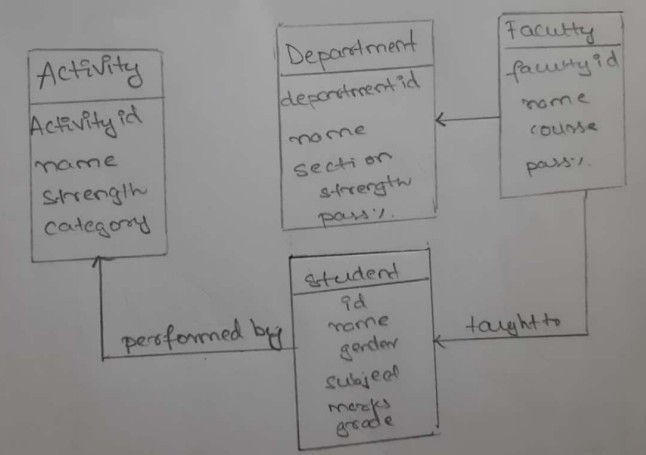 Activity
Activity id
name
strength
category
Department
department id
name
section
strength
pass%
Faculty
faculty id
name
course
pass%
Student
id
name
gender
subject
marks
grade
performed by
taught to